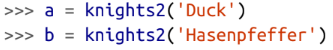 >>> a = knights2('Duck')
>>> b = knights2('Hasenpfeffer')